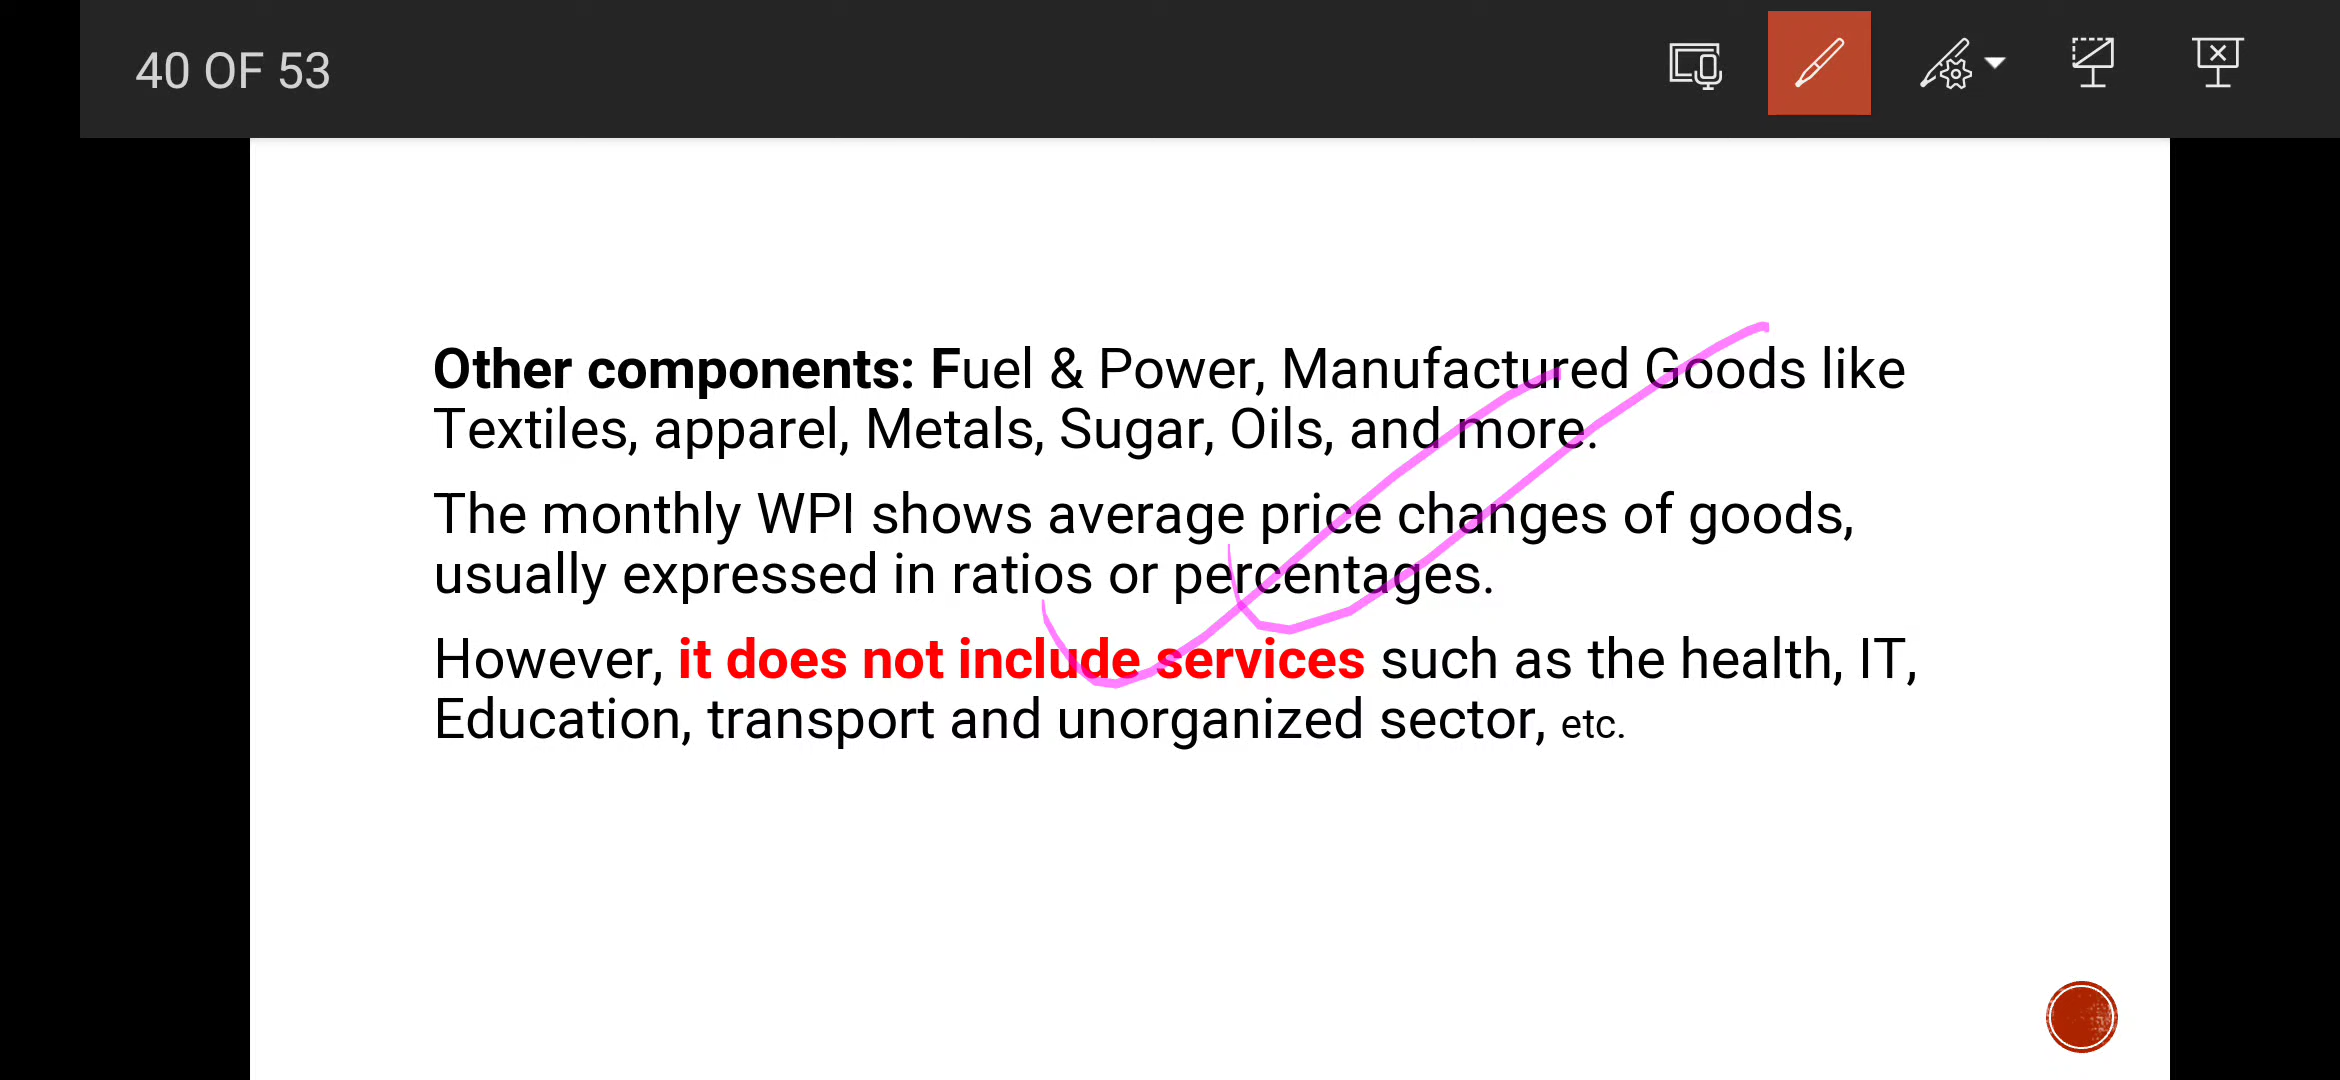 40 OF 53
Other components: Fuel & Power, Manufactured Goods like
Textiles, apparel, Metals, Sugar, Oils, and more.
The monthly WPI shows average price changes of goods,
usually expressed in ratios or percentages.
However, it does not include services such as the health, IT,
Education, transport and unorganized sector, etc.